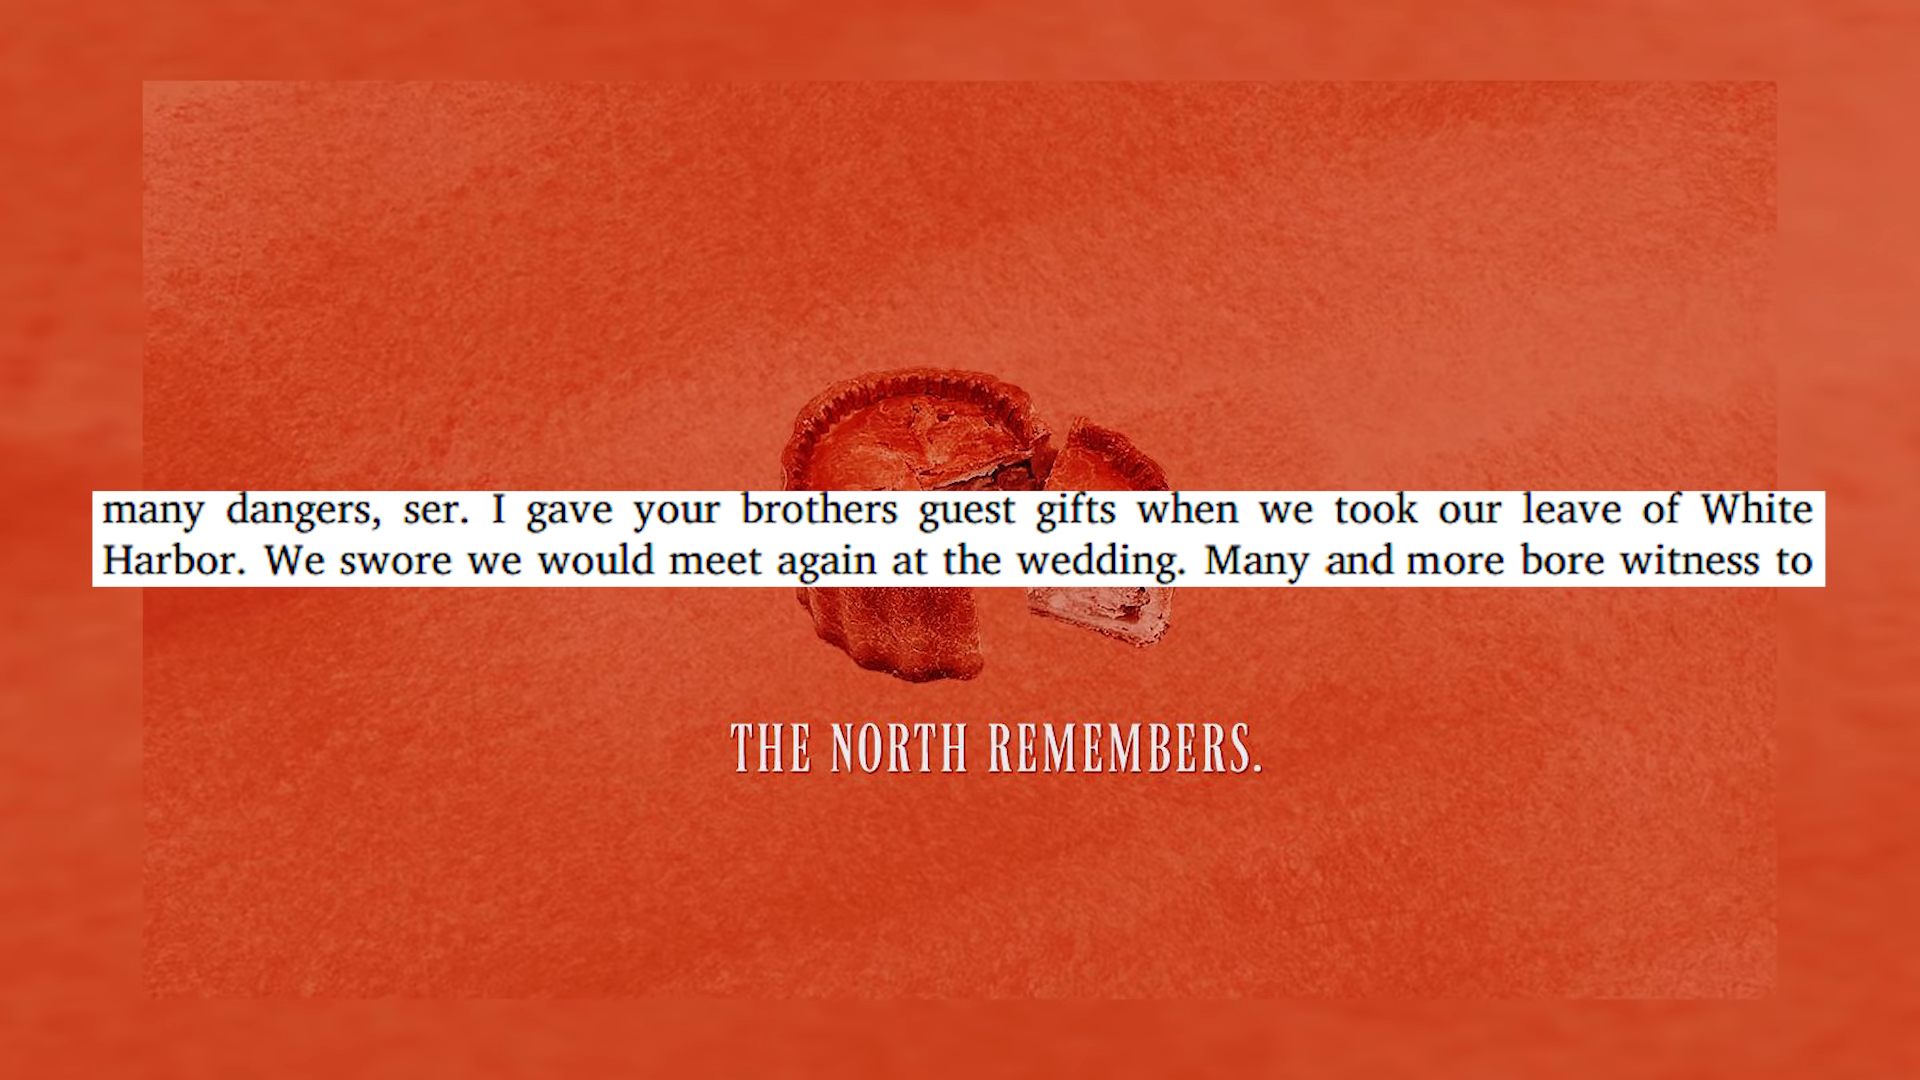 many dangers, ser. I gave your brothers guest gifts when we took our leave of White
Harbor. We swore we would meet again at the wedding. Many and more bore witness to
THE NORTH REMEMBERS.